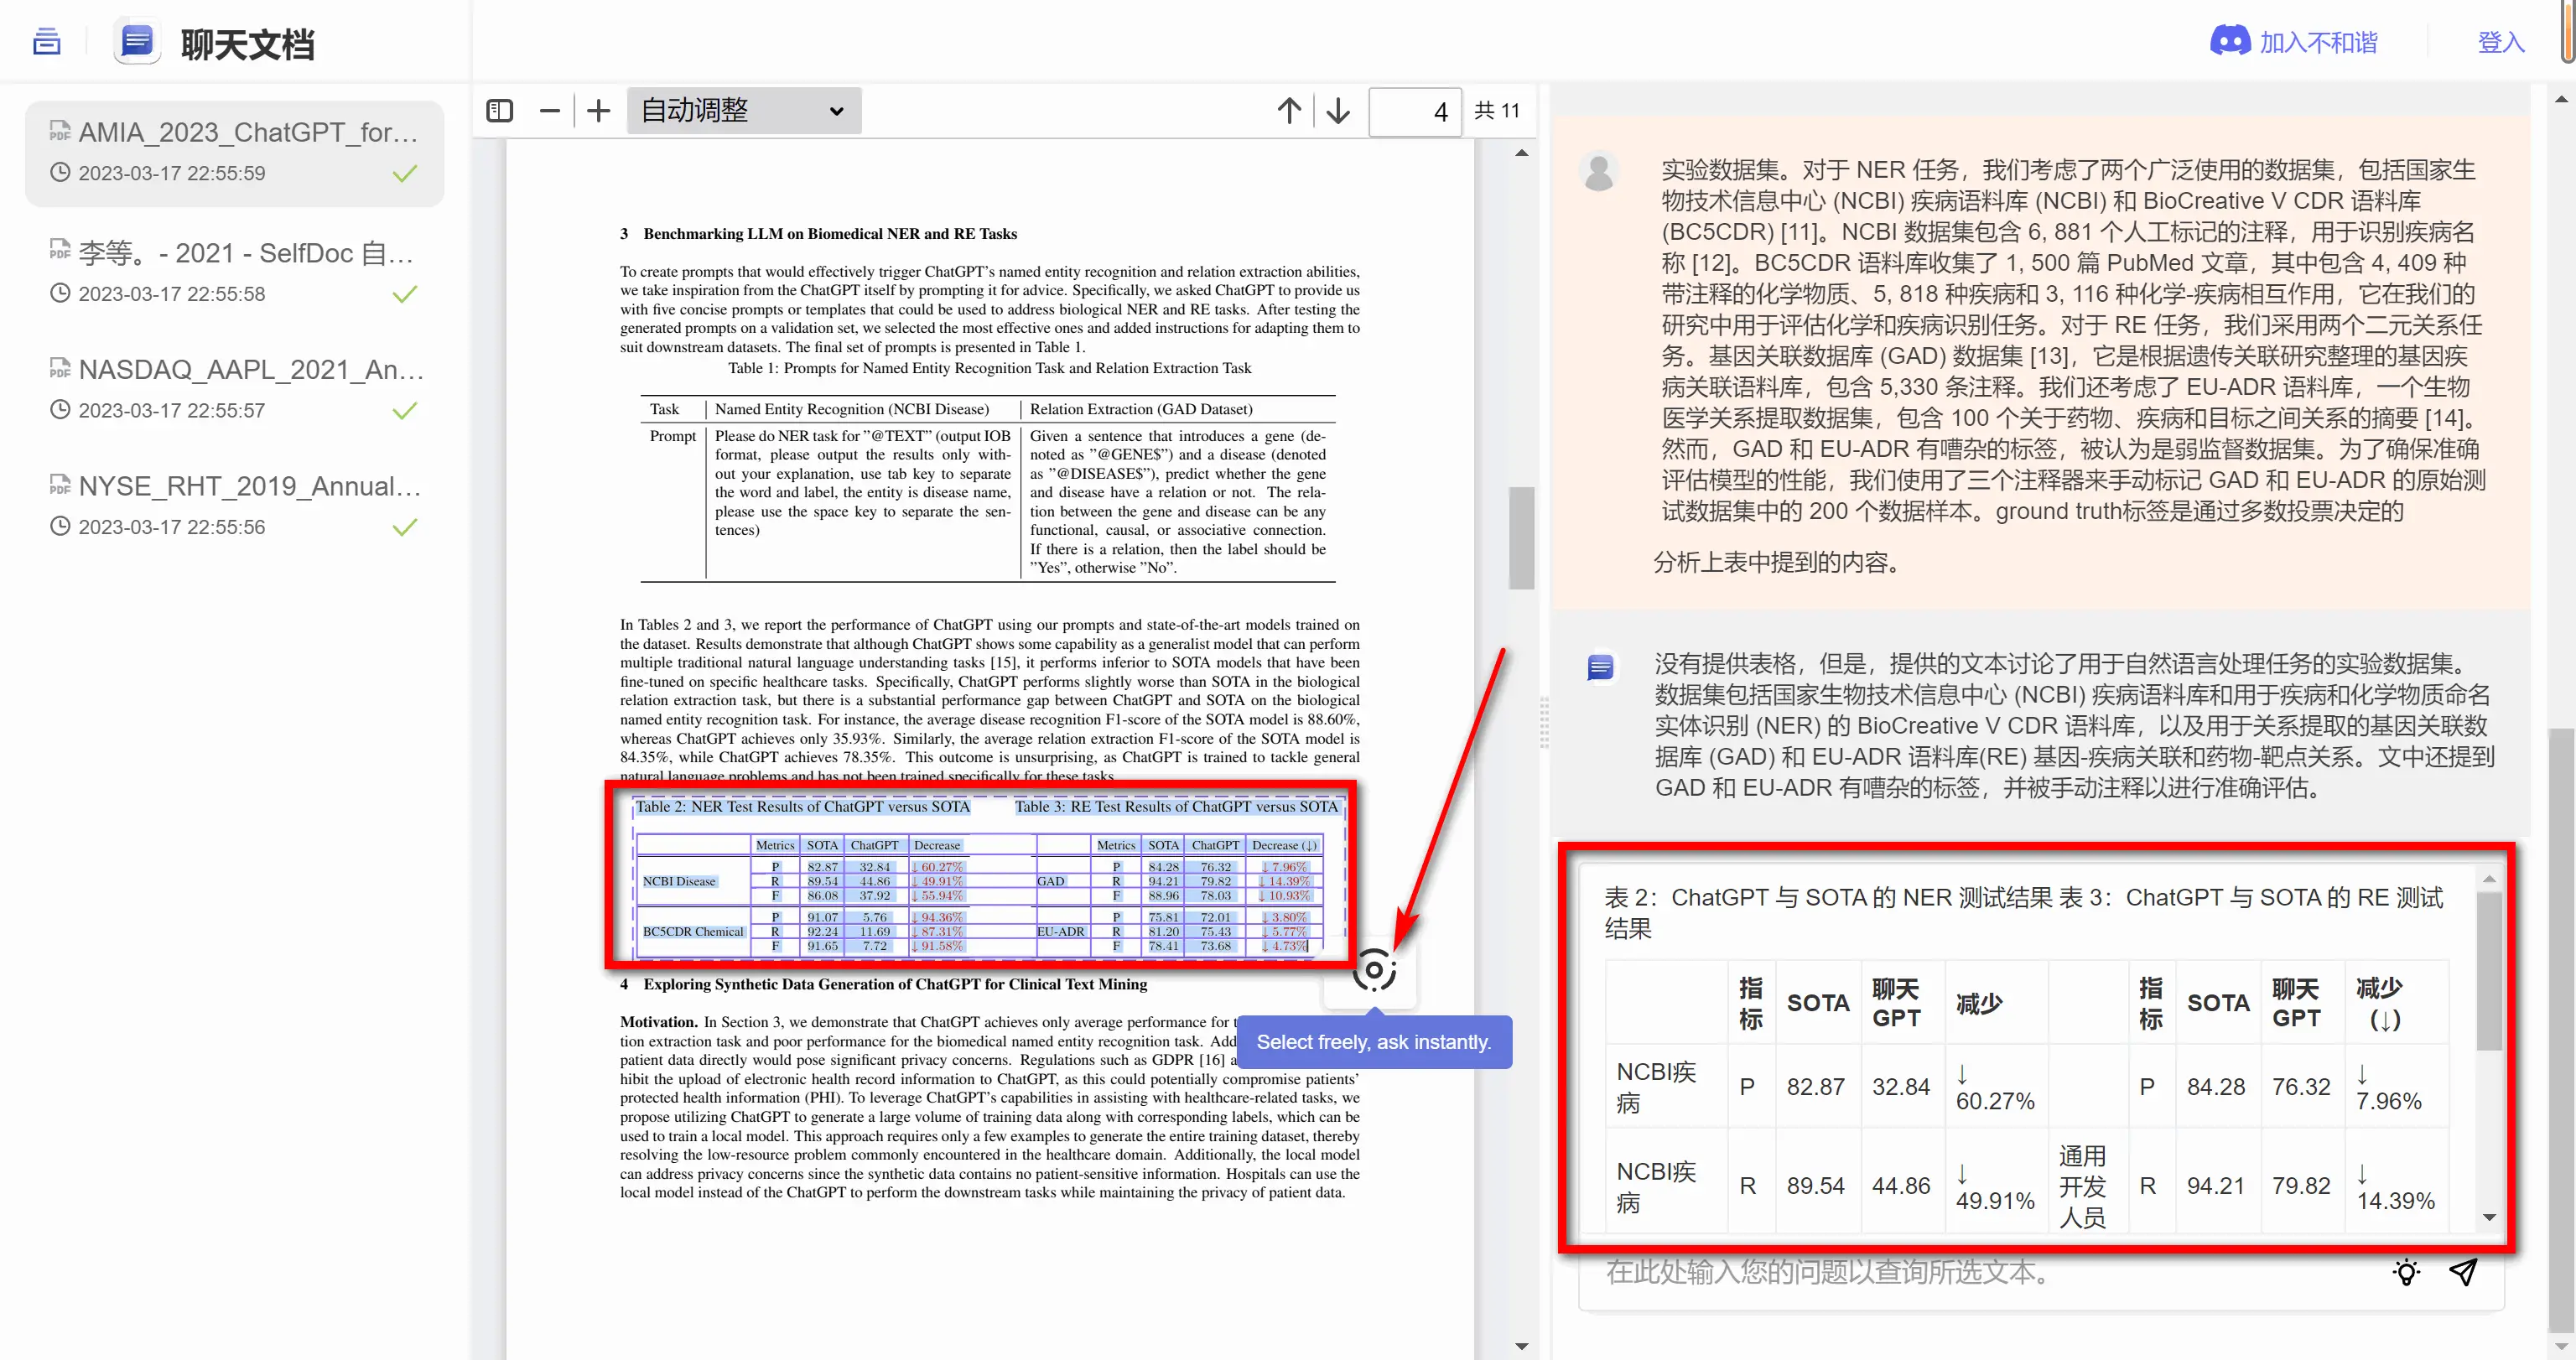 聊天文档
加入不和谐
登入
AMIA_2023_ChatGPT_for...
2023-03-17 22:55:59
李等。- 2021 - SelfDoc 自...
2023-03-17 22:55:58
NASDAQ_AAPL_2021_An...
2023-03-17 22:55:57
NYSE_RHT_2019_Annual...
2023-03-17 22:55:56
自动调整
4 共 11
3 Benchmarking LLM on Biomedical NER and RE Tasks
To create prompts that would effectively trigger ChatGPT's named entity recognition and relation extraction abilities,
we take inspiration from the ChatGPT itself by prompting it for advice. Specifically, we asked ChatGPT to provide us
with five concise prompts or templates that could be used to address biological NER and RE tasks. After testing the
generated prompts on a validation set, we selected the most effective ones and added instructions for adapting them to
suit downstream datasets. The final set of prompts is presented in Table 1.
Table 1: Prompts for Named Entity Recognition Task and Relation Extraction Task
Task Named Entity Recognition (NCBI Disease) Relation Extraction (GAD Dataset)
Prompt Please do NER task for ”@TEXT” (output IOB Given a sentence that introduces a gene (de-
format, please output the results only with- noted as ”@GENE$”) and a disease (denoted
out your explanation, use tab key to separate as ”@DISEASE$”), predict whether the gene
the word and label, the entity is disease name, and disease have a relation or not. The rela-
please use the space key to separate the sen- tion between the gene and disease can be any
tences) functional, causal, or associative connection.
If there is a relation, then the label should be
”Yes”, otherwise ”No”.
In Tables 2 and 3, we report the performance of ChatGPT using our prompts and state-of-the-art models trained on
the dataset. Results demonstrate that although ChatGPT shows some capability as a generalist model that can perform
multiple traditional natural language understanding tasks [15], it performs inferior to SOTA models that have been
fine-tuned on specific healthcare tasks. Specifically, ChatGPT performs slightly worse than SOTA in the biological
relation extraction task, but there is a substantial performance gap between ChatGPT and SOTA on the biological
named entity recognition task. For instance, the average disease recognition F1-score of the SOTA model is 88.60%,
whereas ChatGPT achieves only 35.93%. Similarly, the average relation extraction F1-score of the SOTA model is
84.35%, while ChatGPT achieves 78.35%. This outcome is unsurprising, as ChatGPT is trained to tackle general
natural language problems and has not been trained specifically for these tasks.
Table 2: NER Test Results of ChatGPT versus SOTA Table 3: RE Test Results of ChatGPT versus SOTA
Metrics SOTA ChatGPT Decrease Metrics SOTA ChatGPT Decrease (↓)
P 82.87 32.84 ↓ 60.27% P 84.28 76.32 ↓ 7.96%
NCBI Disease R 89.54 44.86 ↓ 49.91% GAD R 94.21 79.82 ↓ 14.39%
F 86.08 37.92 ↓ 55.94% F 88.96 78.03 ↓ 10.93%
P 91.07 5.76 ↓ 94.36% P 75.81 72.01 ↓ 3.80%
BC5CDR Chemical R 92.24 11.69 ↓ 87.31% EU-ADR R 81.20 75.43 ↓ 5.77%
F 91.65 7.72 ↓ 91.58% F 78.41 73.68 ↓ 4.73%
4 Exploring Synthetic Data Generation of ChatGPT for Clinical Text Mining
Motivation. In Section 3, we demonstrate that ChatGPT achieves only average performance for
tion extraction task and poor performance for the biomedical named entity recognition task. Add
patient data directly would pose significant privacy concerns. Regulations such as GDPR [16]
hibit the upload of electronic health record information to ChatGPT, as this could potentially compromise patients'
protected health information (PHI). To leverage ChatGPT's capabilities in assisting with healthcare-related tasks, we
propose utilizing ChatGPT to generate a large volume of training data along with corresponding labels, which can be
used to train a local model. This approach requires only a few examples to generate the entire training dataset, thereby
resolving the low-resource problem commonly encountered in the healthcare domain. Additionally, the local model
can address privacy concerns since the synthetic data contains no patient-sensitive information. Hospitals can use the
local model instead of the ChatGPT to perform the downstream tasks while maintaining the privacy of patient data.
Select freely, ask instantly.
实验数据集。对于 NER 任务，我们考虑了两个广泛使用的数据集，包括国家生
物技术信息中心 (NCBI) 疾病语料库 (NCBI) 和 BioCreative V CDR 语料库
(BC5CDR) [11]。NCBI 数据集包含 6, 881 个人工标记的注释，用于识别疾病名
称 [12]。BC5CDR 语料库收集了 1, 500 篇 PubMed 文章，其中包含 4, 409 种
带注释的化学物质、5, 818 种疾病和 3, 116 种化学-疾病相互作用，它在我们的
研究中用于评估化学和疾病识别任务。对于 RE 任务，我们采用两个二元关系任
务。基因关联数据库 (GAD) 数据集 [13]，它是根据遗传关联研究整理的基因疾
病关联语料库，包含 5,330 条注释。我们还考虑了 EU-ADR 语料库，一个生物
医学关系提取数据集，包含 100 个关于药物、疾病和目标之间关系的摘要 [14]。
然而，GAD 和 EU-ADR 有嘈杂的标签，被认为是弱监督数据集。为了确保准确
评估模型的性能，我们使用了三个注释器来手动标记 GAD 和 EU-ADR 的原始测
试数据集中的 200 个数据样本。ground truth标签是通过多数投票决定的
分析上表中提到的内容。
没有提供表格，但是，提供的文本讨论了用于自然语言处理任务的实验数据集。
数据集包括国家生物技术信息中心 (NCBI) 疾病语料库和用于疾病和化学物质命名
实体识别 (NER) 的 BioCreative V CDR 语料库，以及用于关系提取的基因关联数
据库 (GAD) 和 EU-ADR 语料库(RE) 基因-疾病关联和药物-靶点关系。文中还提到
GAD 和 EU-ADR 有嘈杂的标签，并被手动注释以进行准确评估。
表 2：ChatGPT 与 SOTA 的 NER 测试结果 表 3：ChatGPT 与 SOTA 的 RE 测试
结果
指标 SOTA 聊天GPT 减少 指标 SOTA 聊天GPT 减少（↓）
NCBI疾病 P 82.87 32.84 ↓ 60.27% P 84.28 76.32 ↓ 7.96%
NCBI疾病 R 89.54 44.86 ↓ 49.91% 通用开发人员 R 94.21 79.82 ↓ 14.39%
在此处输入您的问题以查询所选文本。